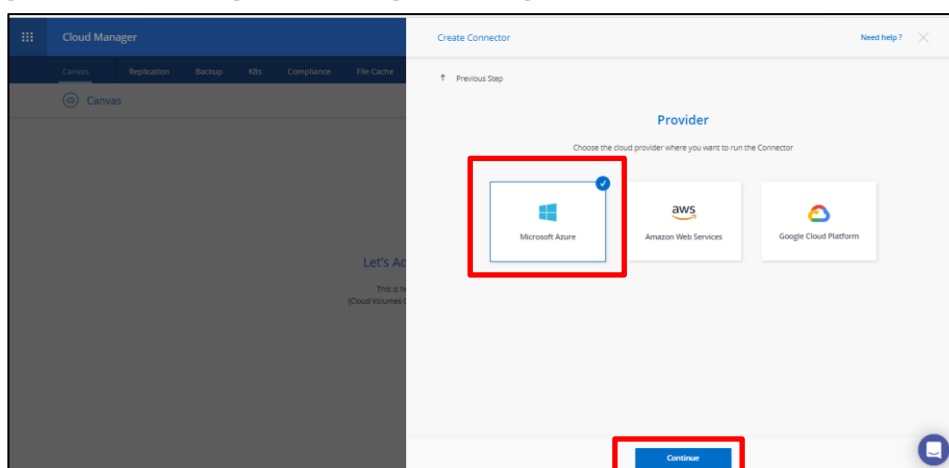 Cloud Manager
Create Connector
Need help ?
Canvas Replication Backup K8s Compliance File Cache
Previous Step
Canvas
Provider
Choose the cloud provider where you want to run the Connector
Microsoft Azure
aws
Amazon Web Services
Google Cloud Platform
Let's Ad
This is h
(Cloud Volumes
Continue